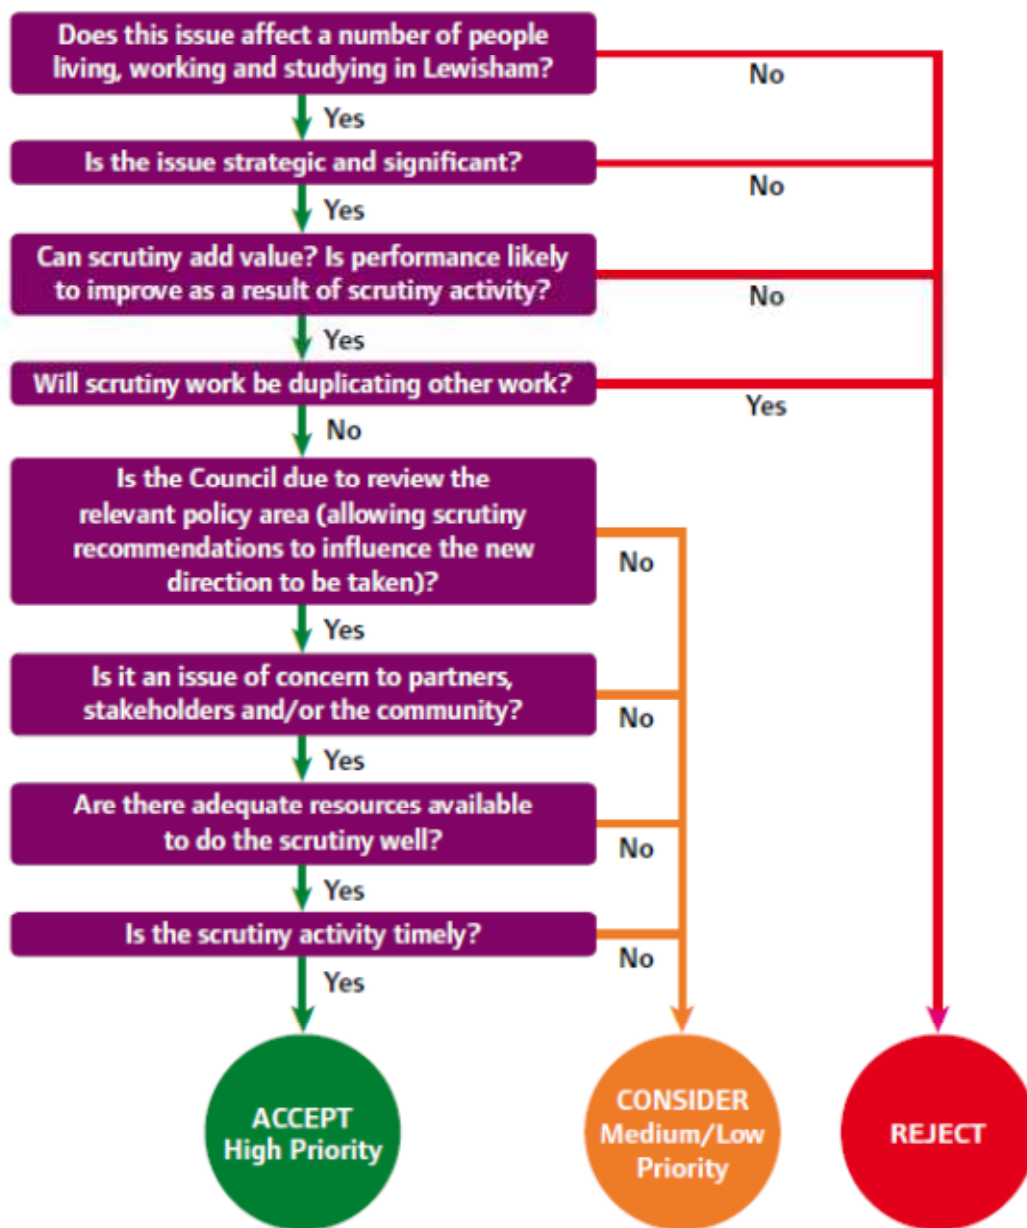 Does this issue affect a number of people
living, working and studying in Lewisham?
No
Yes
Is the issue strategic and significant?
No
Yes
Can scrutiny add value? Is performance likely
to improve as a result of scrutiny activity?
No
Yes
Will scrutiny work be duplicating other work?
Yes
No
Is the Council due to review the
relevant policy area (allowing scrutiny
recommendations to influence the new
direction to be taken)?
No
Yes
Is it an issue of concern to partners,
stakeholders and/or the community?
No
Yes
Are there adequate resources available
to do the scrutiny well?
No
Yes
Is the scrutiny activity timely?
No
Yes
ACCEPT
High Priority
CONSIDER
Medium/Low
Priority
REJECT